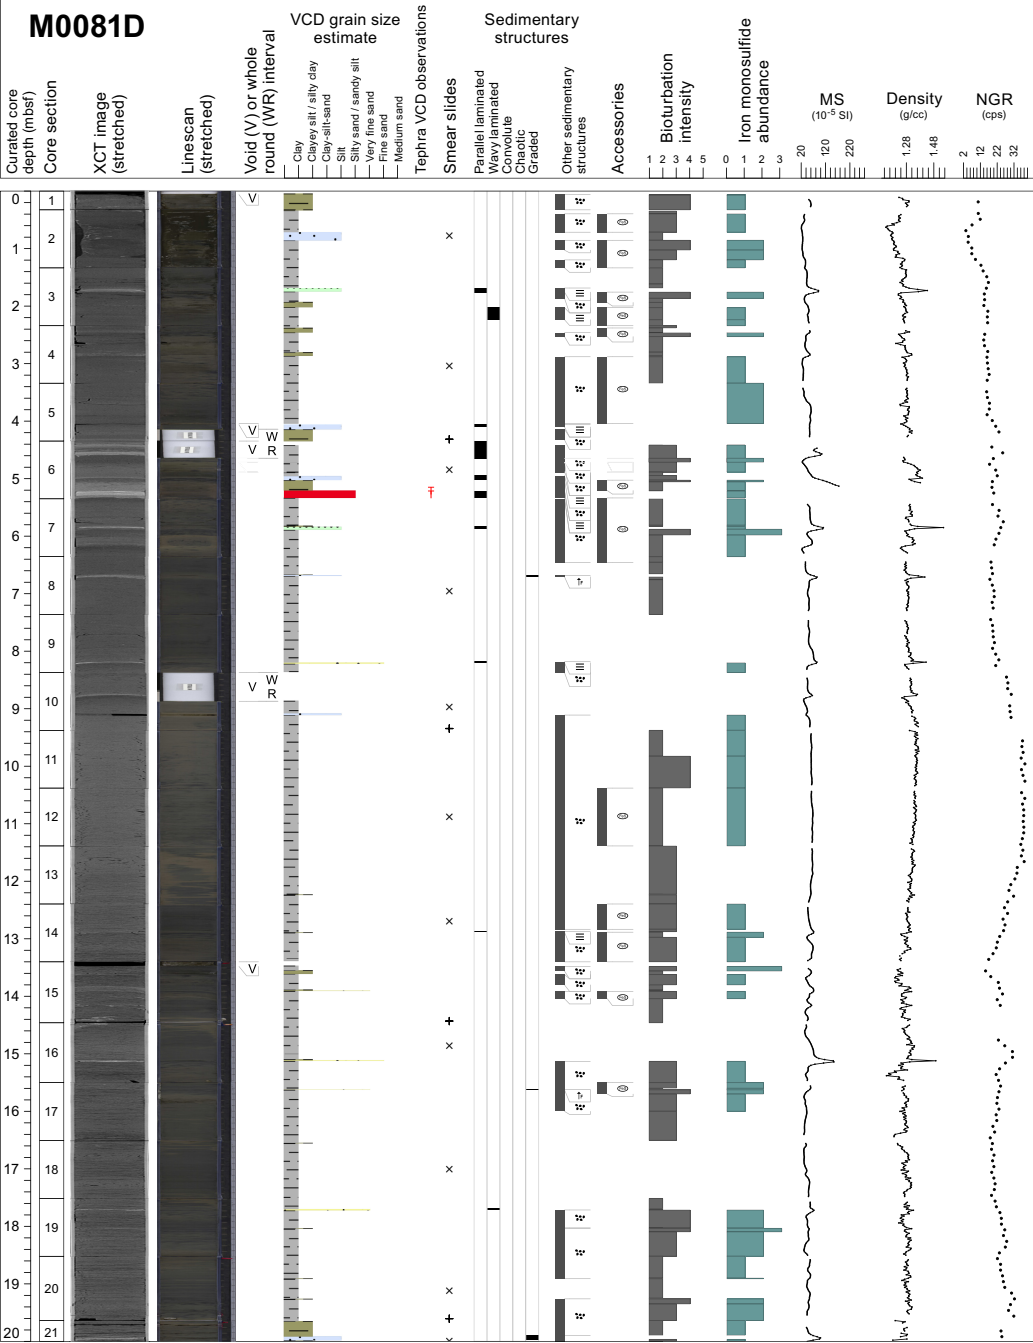 M0081D
Curated core
depth (mbsf)
Core section
XCT image
(stretched)
Linescan
(stretched)
Void (V) or whole
round (WR) interval
VCD grain size
estimate
Clay
Clayey silt / silty clay
Clay-silt-sand
Silt
Silty sand / sandy silt
Very fine sand
Fine sand
Medium sand
Tephra VCD observations
Smear slides
Sedimentary
structures
Parallel laminated
Wavy laminated
Convolute
Chaotic
Graded
Other sedimentary
structures
Accessories
Bioturbation
intensity
1 2 3 4 5
Iron monosulfide
abundance
0 1 2 3
MS
(10⁻⁵ SI)
20 120 220
Density
(g/cc)
1.28 1.48
NGR
(cps)
2 12 22 32
0
1
2
3
4
5
6
7
8
9
10
11
12
13
14
15
16
17
18
19
20
1
2
3
4
5
6
7
8
9
10
11
12
13
14
15
16
17
18
19
20
21
V
V W
V R
V W
R
V